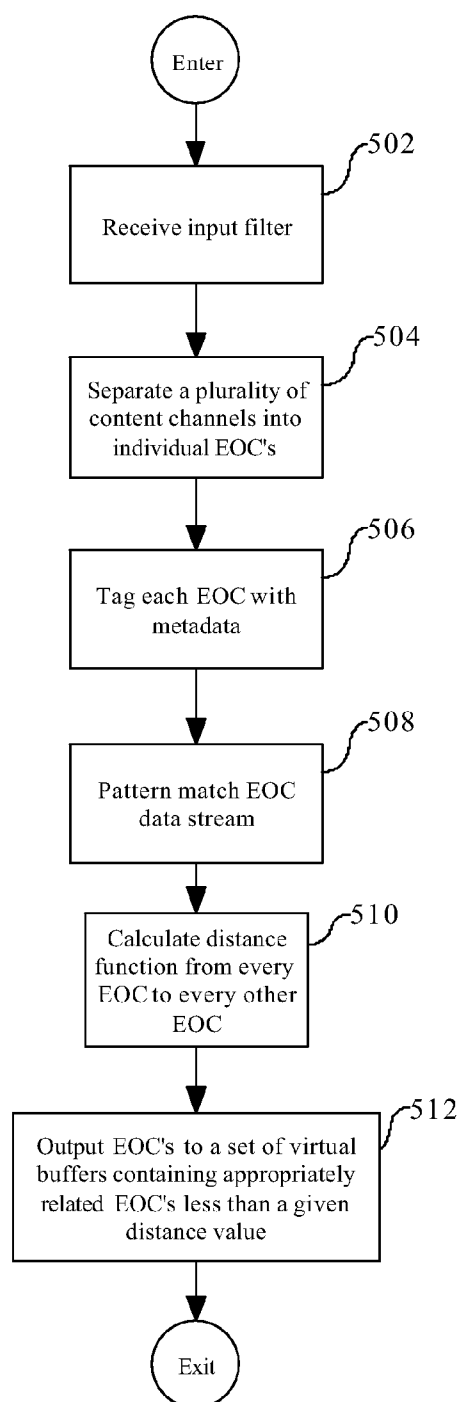 Enter
502
Receive input filter
504
Separate a plurality of
content channels into
individual EOC's
506
Tag each EOC with
metadata
508
Pattern match EOC
data stream
510
Calculate distance
function from every
EOC to every other
EOC
512
Output EOC's to a set of virtual
buffers containing appropriately
related EOC's less than a given
distance value
Exit